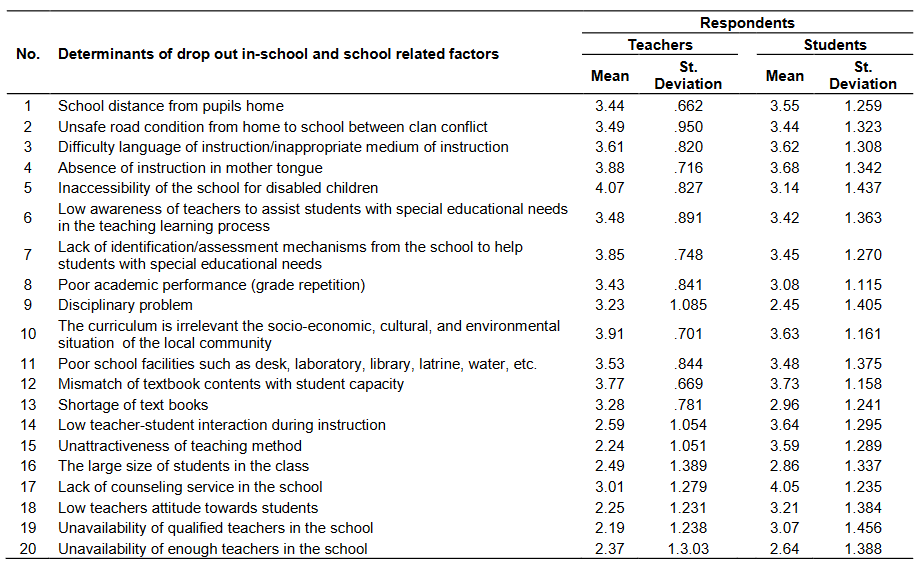 Respondents
No. Determinants of drop out in-school and school related factors Teachers Students
Mean St. Deviation Mean St. Deviation
1 School distance from pupils home 3.44 .662 3.55 1.259
2 Unsafe road condition from home to school between clan conflict 3.49 .950 3.44 1.323
3 Difficulty language of instruction/inappropriate medium of instruction 3.61 .820 3.62 1.308
4 Absence of instruction in mother tongue 3.88 .716 3.68 1.342
5 Inaccessibility of the school for disabled children 4.07 .827 3.14 1.437
6 Low awareness of teachers to assist students with special educational needs
in the teaching learning process 3.48 .891 3.42 1.363
7 Lack of identification/assessment mechanisms from the school to help
students with special educational needs 3.85 .748 3.45 1.270
8 Poor academic performance (grade repetition) 3.43 .841 3.08 1.115
9 Disciplinary problem 3.23 1.085 2.45 1.405
10 The curriculum is irrelevant the socio-economic, cultural, and environmental
situation of the local community 3.91 .701 3.63 1.161
11 Poor school facilities such as desk, laboratory, library, latrine, water, etc. 3.53 .844 3.48 1.375
12 Mismatch of textbook contents with student capacity 3.77 .669 3.73 1.158
13 Shortage of text books 3.28 .781 2.96 1.241
14 Low teacher-student interaction during instruction 2.59 1.054 3.64 1.295
15 Unattractiveness of teaching method 2.24 1.051 3.59 1.289
16 The large size of students in the class 2.49 1.389 2.86 1.337
17 Lack of counseling service in the school 3.01 1.279 4.05 1.235
18 Low teachers attitude towards students 2.25 1.231 3.21 1.384
19 Unavailability of qualified teachers in the school 2.19 1.238 3.07 1.456
20 Unavailability of enough teachers in the school 2.37 1.3.03 2.64 1.388